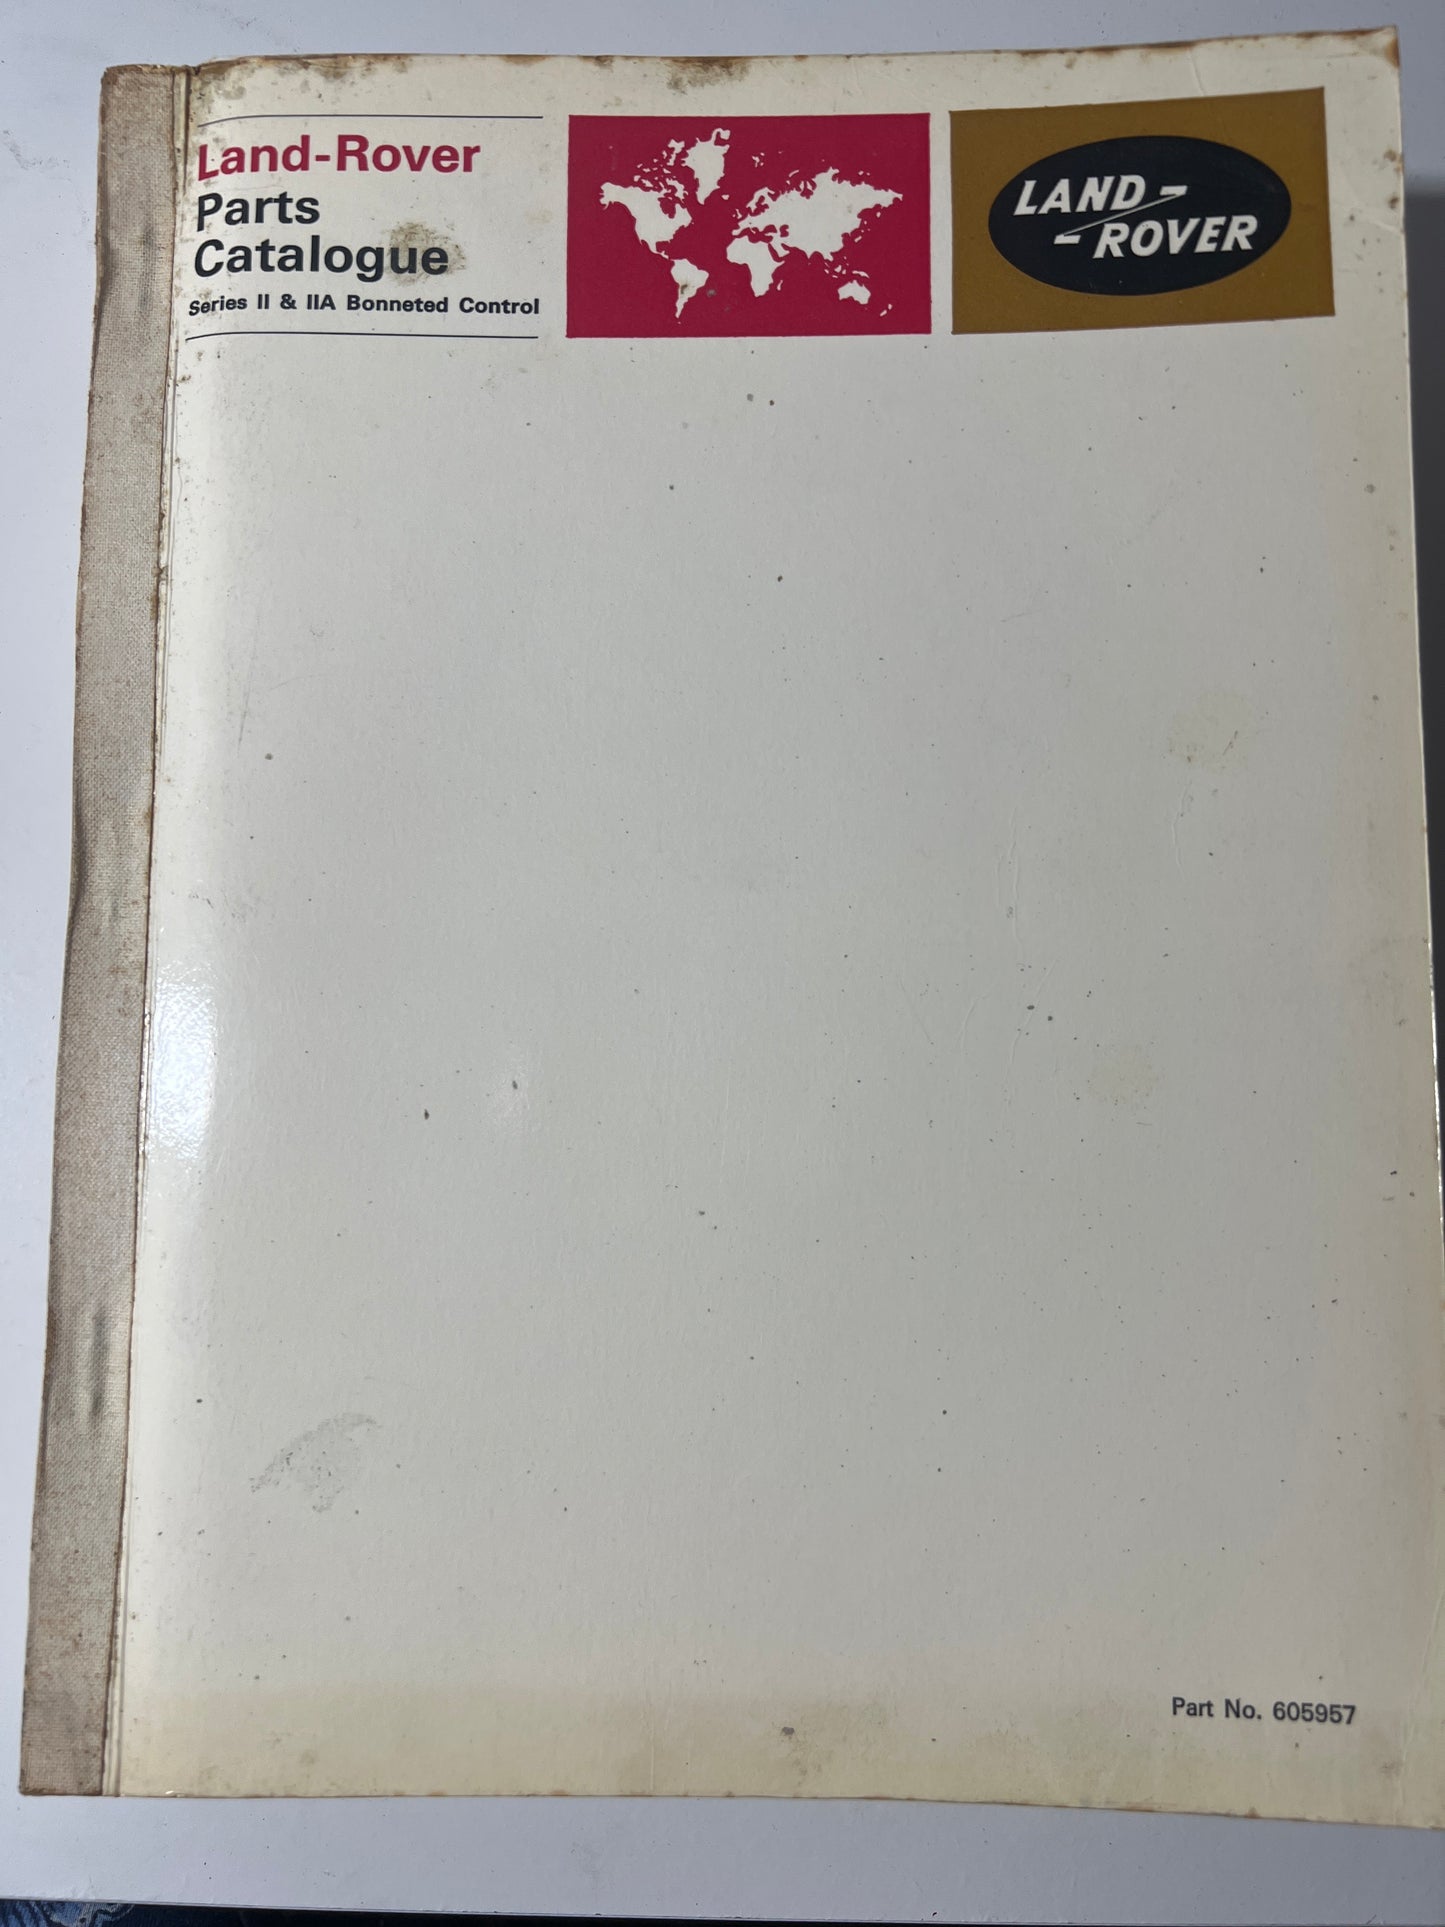 Land-Rover
Parts
Catalogue
Series II & IIA Bonneted Control
LAND-
-ROVER
Part No. 605957